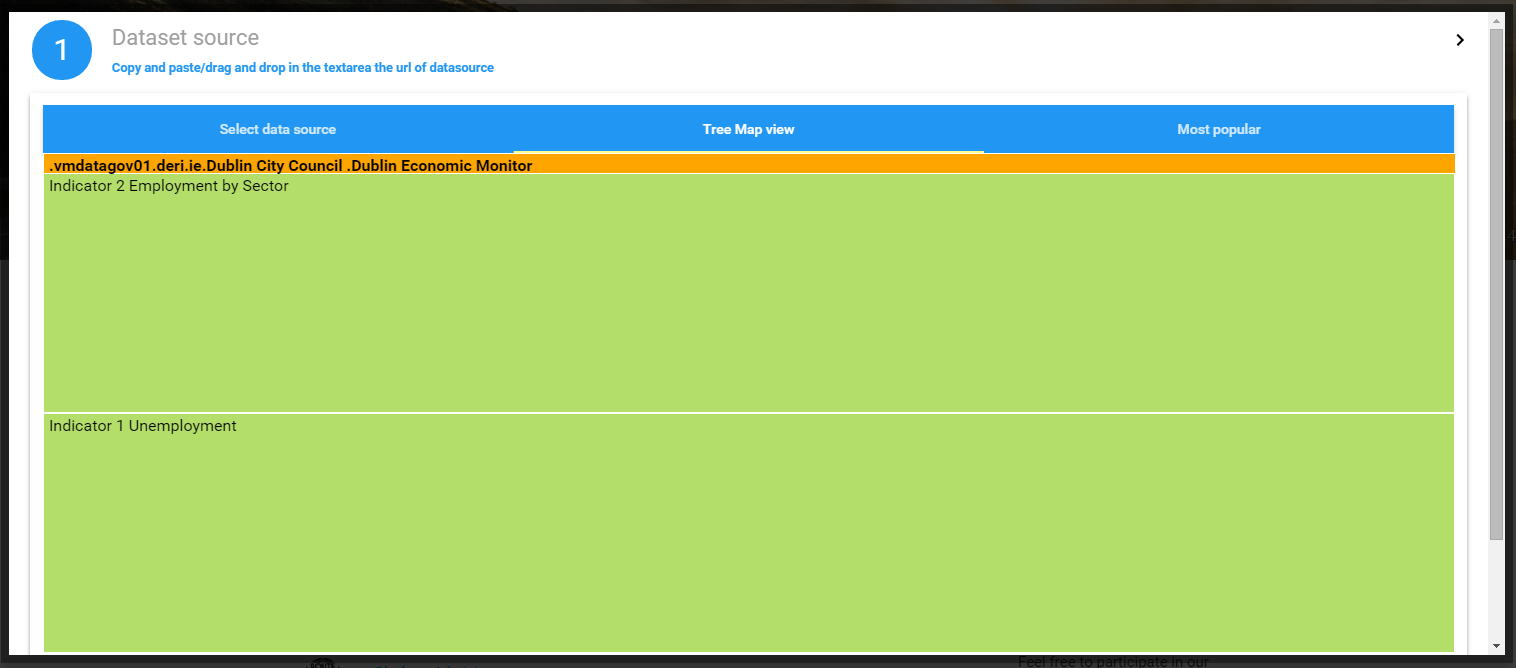 1
Dataset source
Copy and paste/drag and drop in the textarea the url of datasource
Select data source
Tree Map view
Most popular
.vmdatagov01.deri.ie.Dublin City Council .Dublin Economic Monitor
Indicator 2 Employment by Sector
Indicator 1 Unemployment
Feel free to participate in our